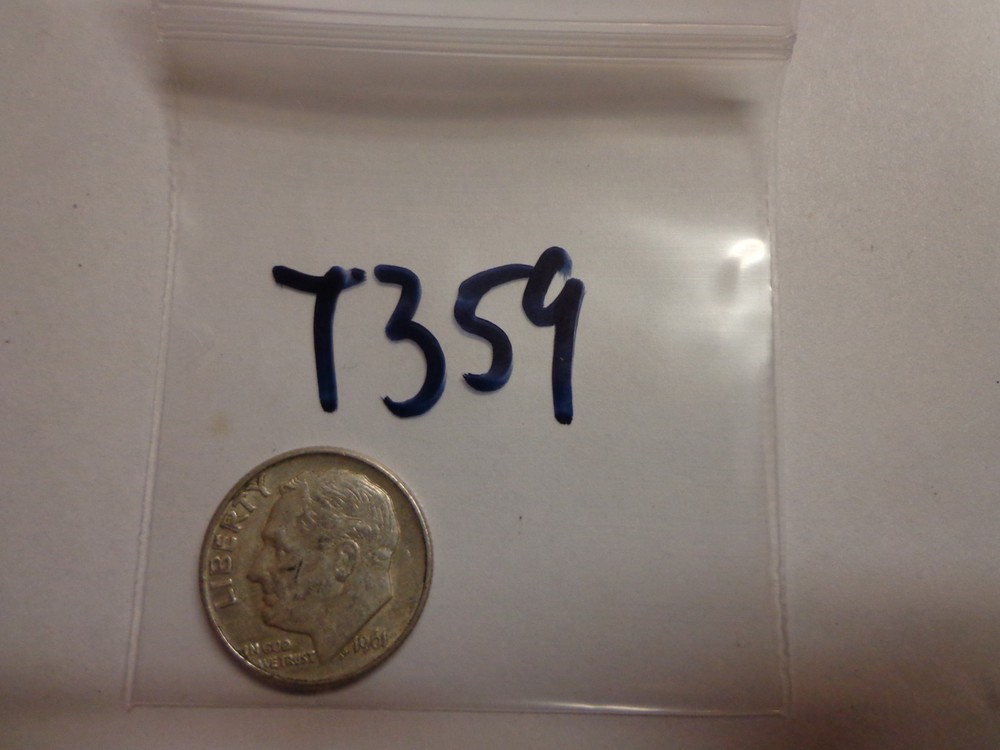 T359
LIBERTY
IN GOD
WE TRUST
1961